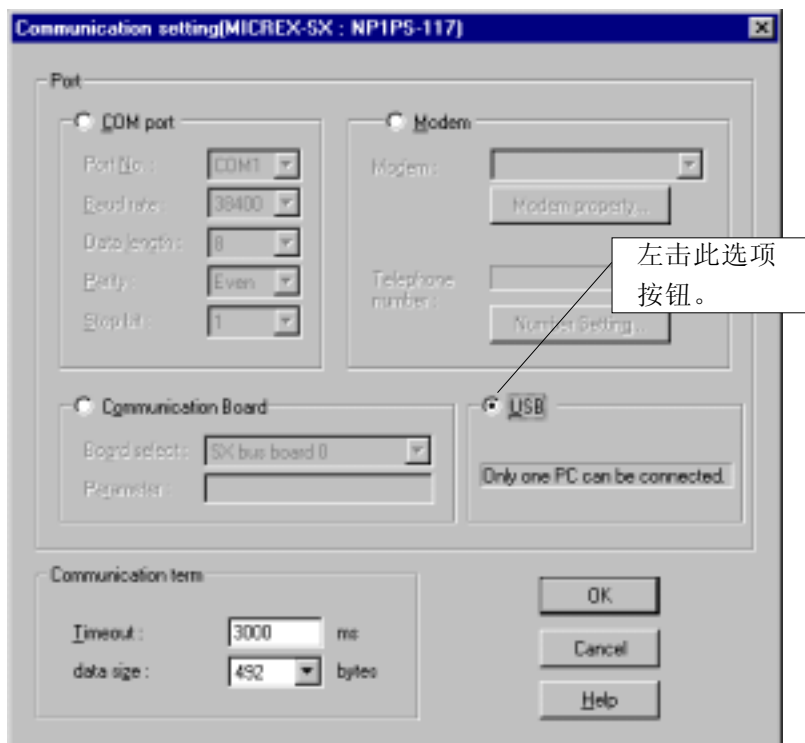 Communication setting(MICREX-SX : NP1PS-117)
Port
COM port
Port No. : COM1
Baud rate : 38400
Data length : 8
Parity : Even
Stop bit : 1
Modem
Modem :
Modem property...
Telephone
number :
Number Setting...
左击此选项
按钮。
Communication Board
Board select : SX bus board 0
Parameter :
USB
Only one PC can be connected.
Communication term
Timeout : 3000 ms
data size : 492 bytes
OK
Cancel
Help